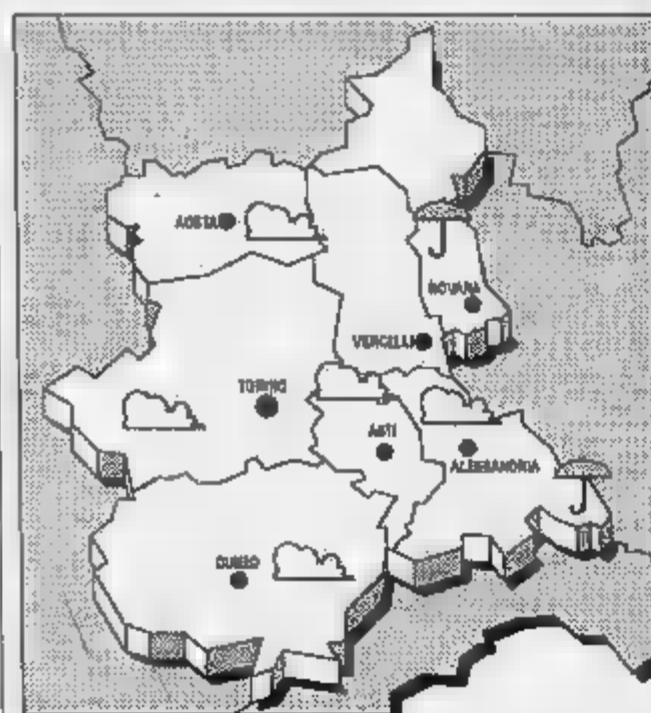 AOSTA
NOVARA
VERCELLI
TORINO
ASTI
ALESSANDRIA
CUNEO